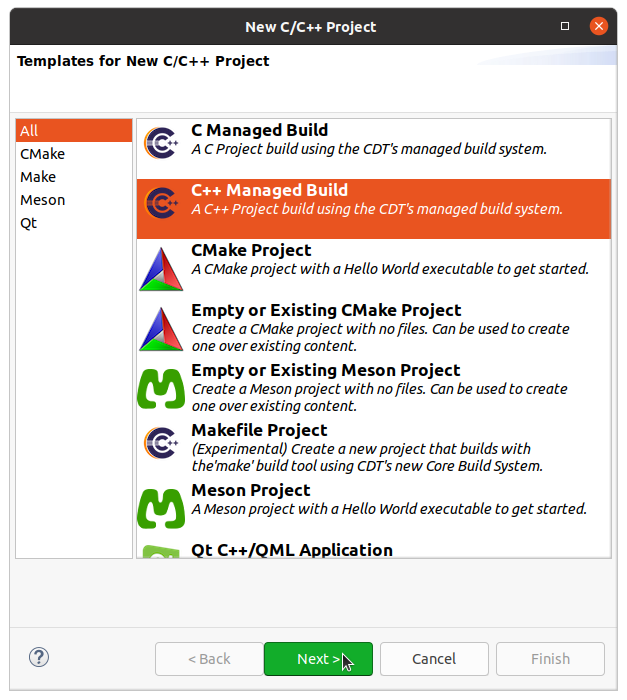 New C/C++ Project
Templates for New C/C++ Project
All
CMake
Make
Meson
Qt
C Managed Build
A C Project build using the CDT's managed build system.
C++ Managed Build
A C++ Project build using the CDT's managed build system.
CMake Project
A CMake project with a Hello World executable to get started.
Empty or Existing CMake Project
Create a CMake project with no files. Can be used to create
one over existing content.
Empty or Existing Meson Project
Create a Meson project with no files. Can be used to create
one over existing content.
Makefile Project
(Experimental) Create a new project that builds with
the'make' build tool using CDT's new Core Build System.
Meson Project
A Meson project with a Hello World executable to get started.
Qt C++/QML Application
? < Back Next > Cancel Finish